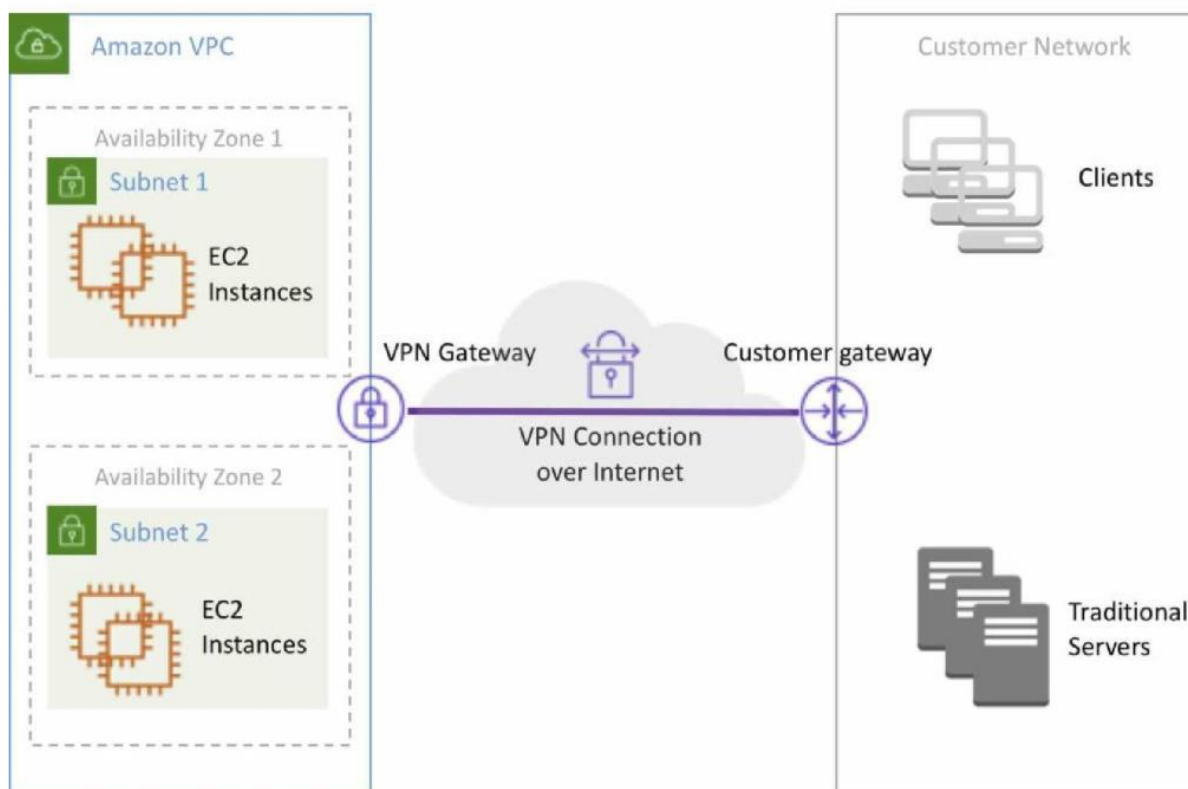 Amazon VPC
Availability Zone 1
Subnet 1
EC2
Instances
Availability Zone 2
Subnet 2
EC2
Instances
VPN Gateway
Customer gateway
VPN Connection
over Internet
Customer Network
Clients
Traditional
Servers